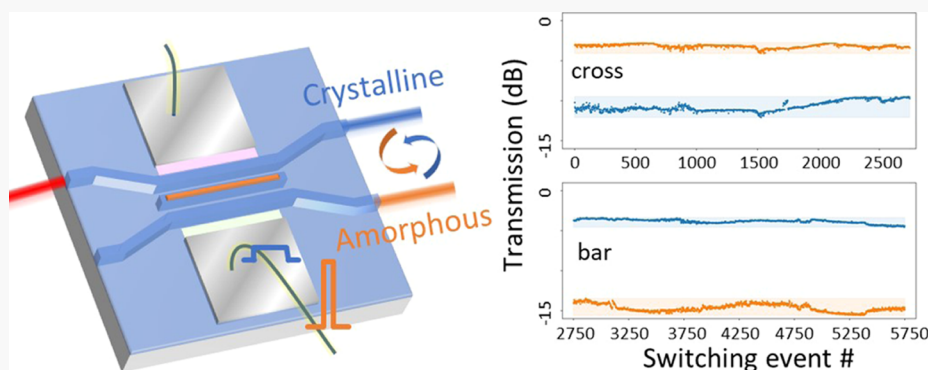 Crystalline
Amorphous
Transmission (dB)
0
-15
cross
0 500 1000 1500 2000 2500
0
-15
bar
2750 3250 3750 4250 4750 5250 5750
Switching event #